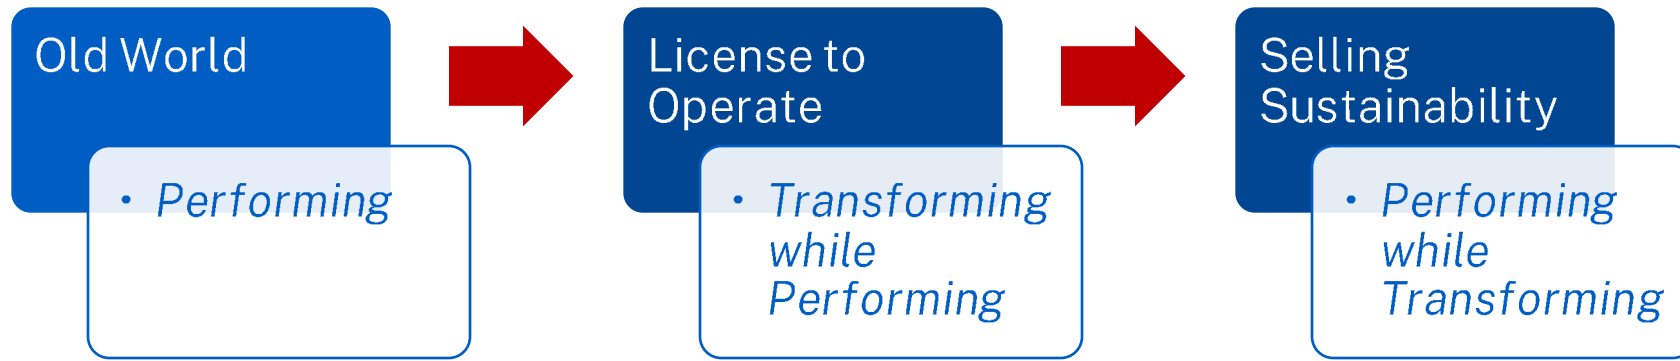 Old World
• Performing
License to
Operate
• Transforming
while
Performing
Selling
Sustainability
• Performing
while
Transforming